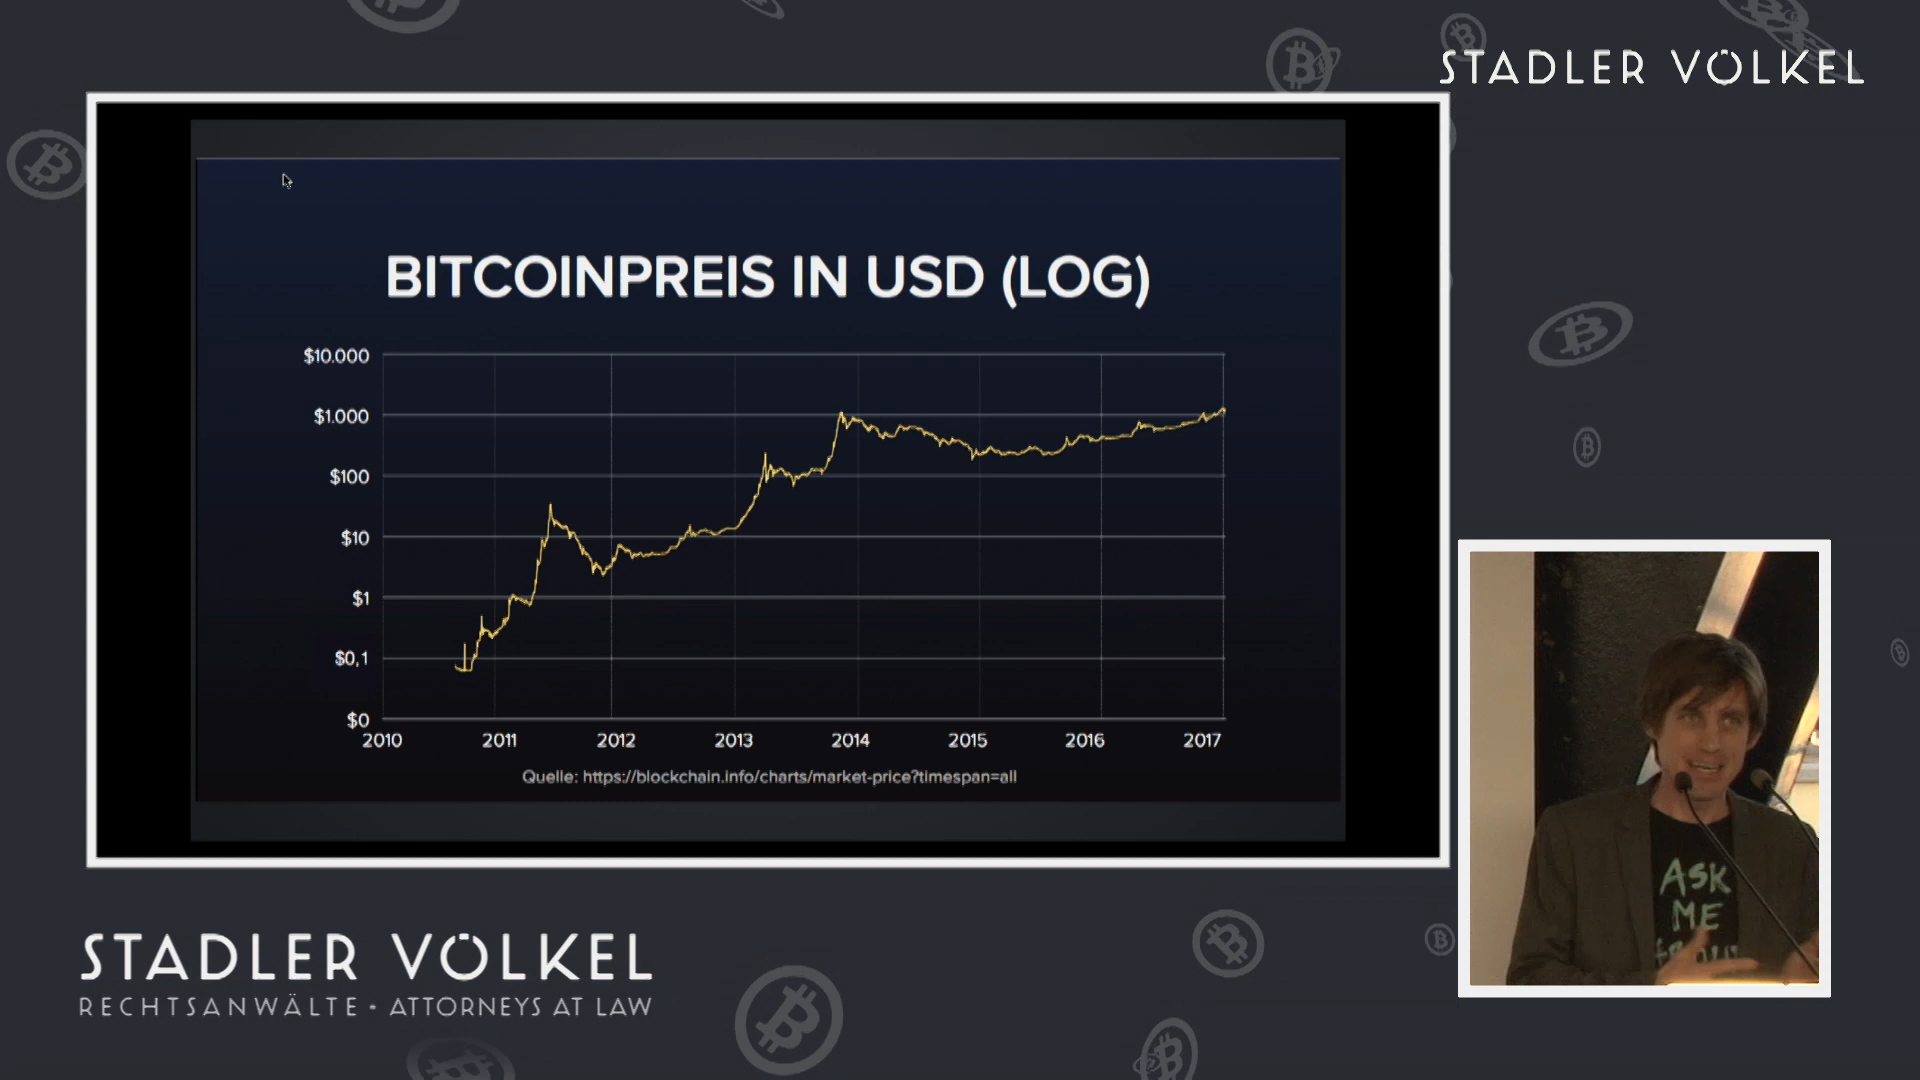 STADLER VÖLKEL
BITCOINPREIS IN USD (LOG)
$10.000
$1.000
$100
$10
$1
$0,1
$0
2010 2011 2012 2013 2014 2015 2016 2017
Quelle: https://blockchain.info/charts/market-price?timespan=all
ASK
ME
STADLER VÖLKEL
RECHTSANWÄLTE • ATTORNEYS AT LAW